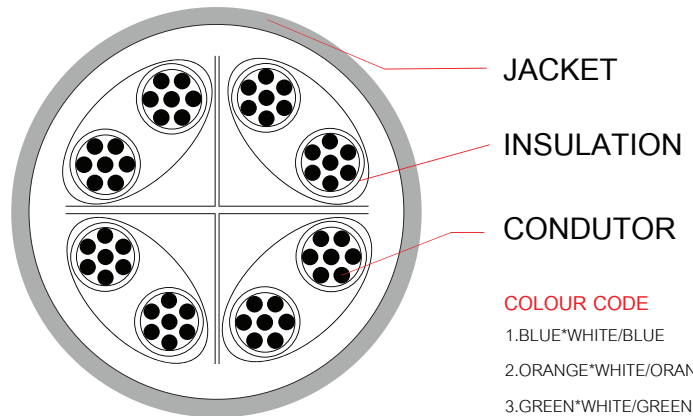 JACKET
INSULATION
CONDUTOR
COLOUR CODE
1.BLUE*WHITE/BLUE
2.ORANGE*WHITE/ORAN
3.GREEN*WHITE/GREEN